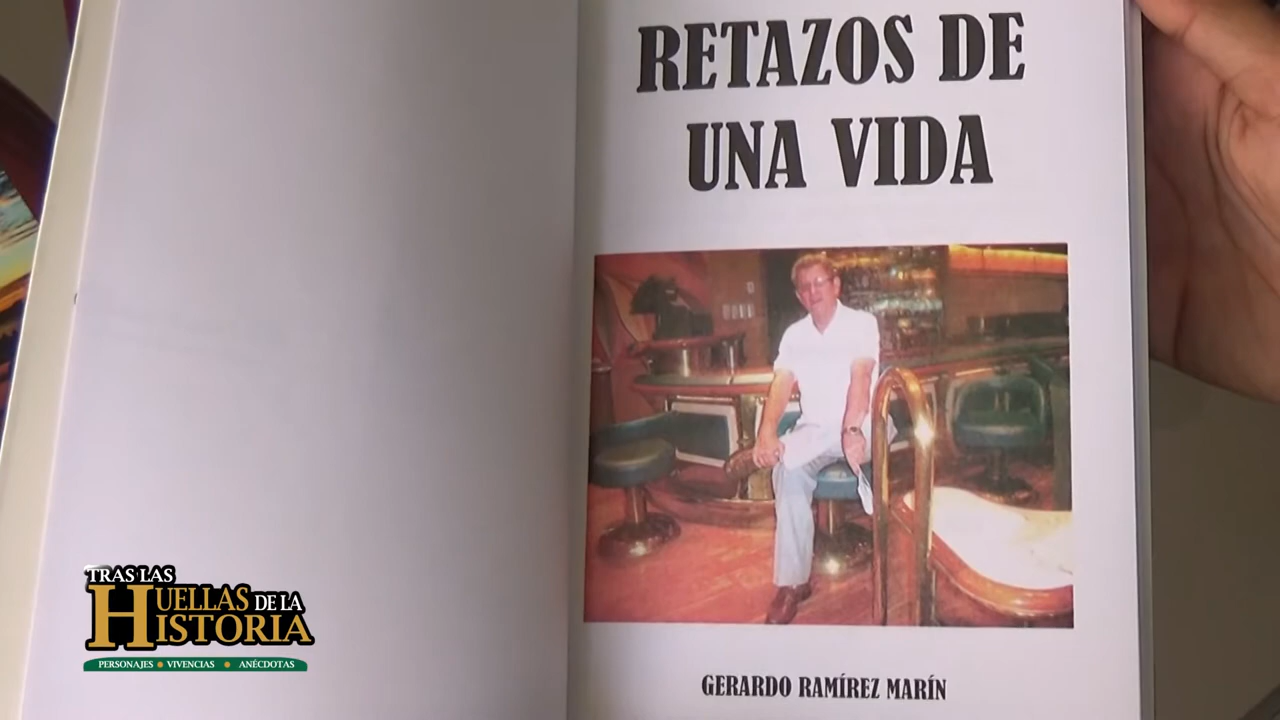 RETAZOS DE
UNA VIDA
GERARDO RAMÍREZ MARÍN
TRAS LAS
HUELLAS DE LA
HISTORIA
PERSONAJES • VIVENCIAS • ANÉCDOTAS